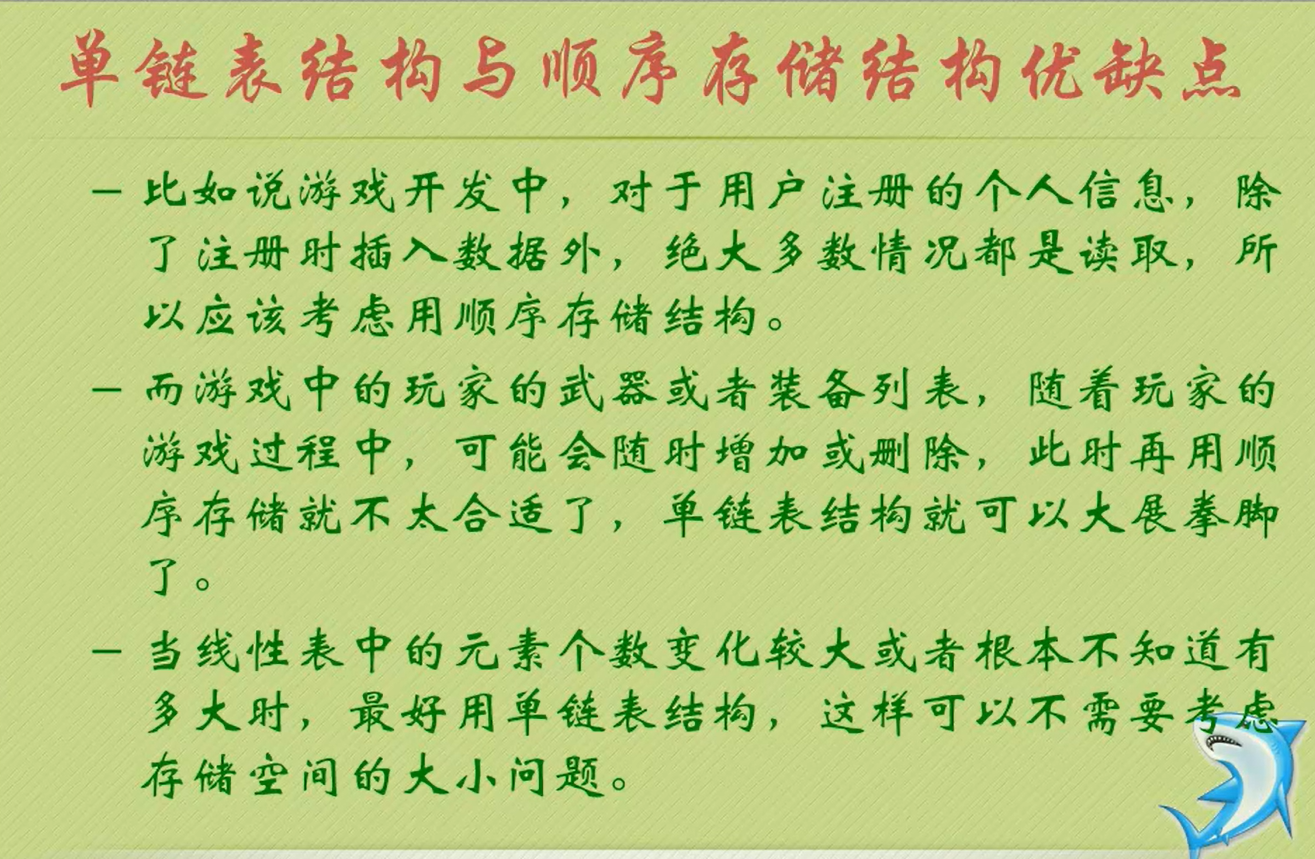 单链表结构与顺序存储结构优缺点
– 比如说游戏开发中，对于用户注册的个人信息，除
了注册时插入数据外，绝大多数情况都是读取，所
以应该考虑用顺序存储结构。
– 而游戏中的玩家的武器或者装备列表，随着玩家的
游戏过程中，可能会随时增加或删除，此时再用顺
序存储就不太合适了，单链表结构就可以大展拳脚
了。
– 当线性表中的元素个数变化较大或者根本不知道有
多大时，最好用单链表结构，这样可以不需要考虑
存储空间的大小问题。